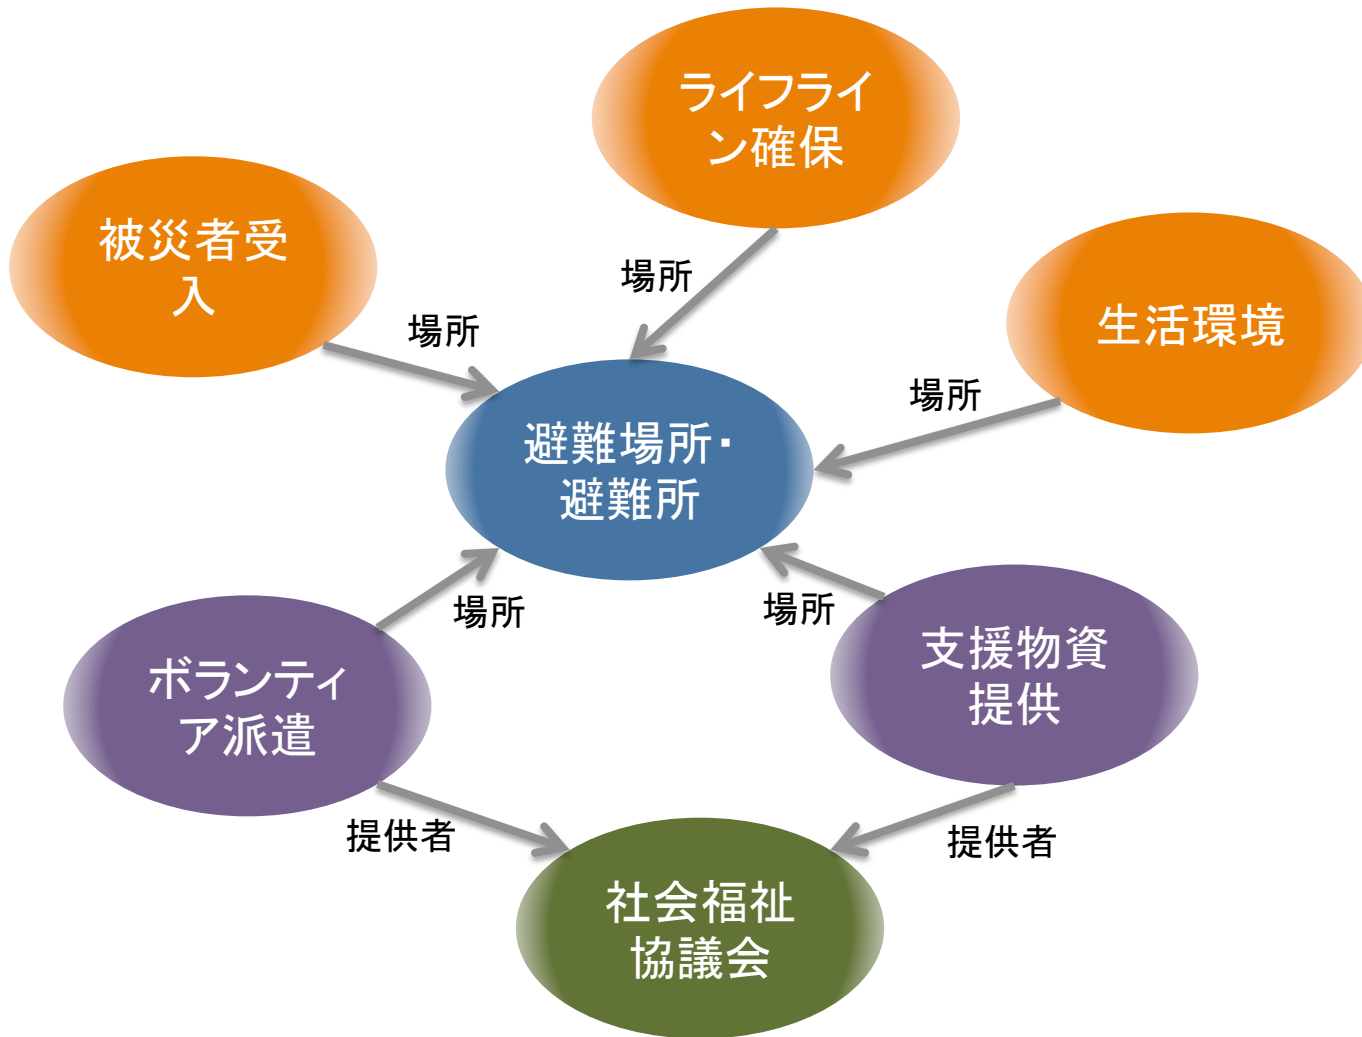 ライフライ
ン確保
被災者受
入
場所
場所
生活環境
場所
避難場所・
避難所
場所
場所
ボランティ
ア派遣
支援物資
提供
提供者
提供者
社会福祉
協議会